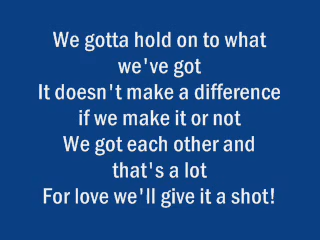 We gotta hold on to what
we've got
It doesn't make a difference
if we make it or not
We got each other and
that's a lot
For love we'll give it a shot!